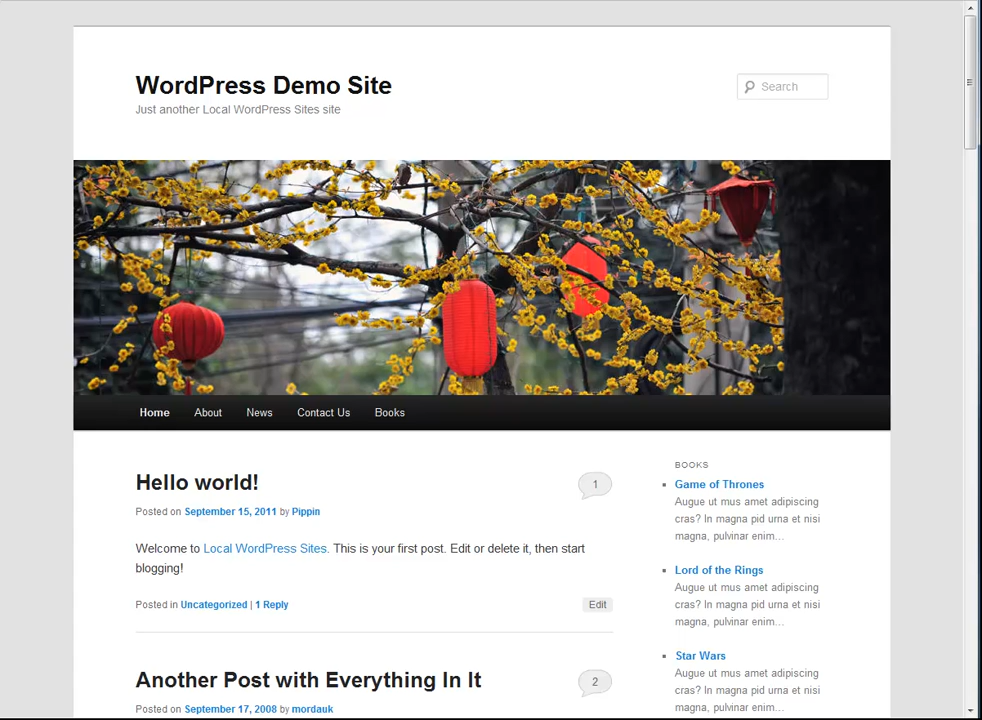 WordPress Demo Site
Just another Local WordPress Sites site
Search
Home About News Contact Us Books
Hello world!
1
Posted on September 15, 2011 by Pippin
Welcome to Local WordPress Sites. This is your first post. Edit or delete it, then start
blogging!
Posted in Uncategorized | 1 Reply
Edit
Another Post with Everything In It
2
Posted on September 17, 2008 by mordauk
BOOKS
Game of Thrones
Augue ut mus amet adipiscing
cras? In magna pid urna et nisi
magna, pulvinar enim...
Lord of the Rings
Augue ut mus amet adipiscing
cras? In magna pid urna et nisi
magna, pulvinar enim...
Star Wars
Augue ut mus amet adipiscing
cras? In magna pid urna et nisi
magna, pulvinar enim...